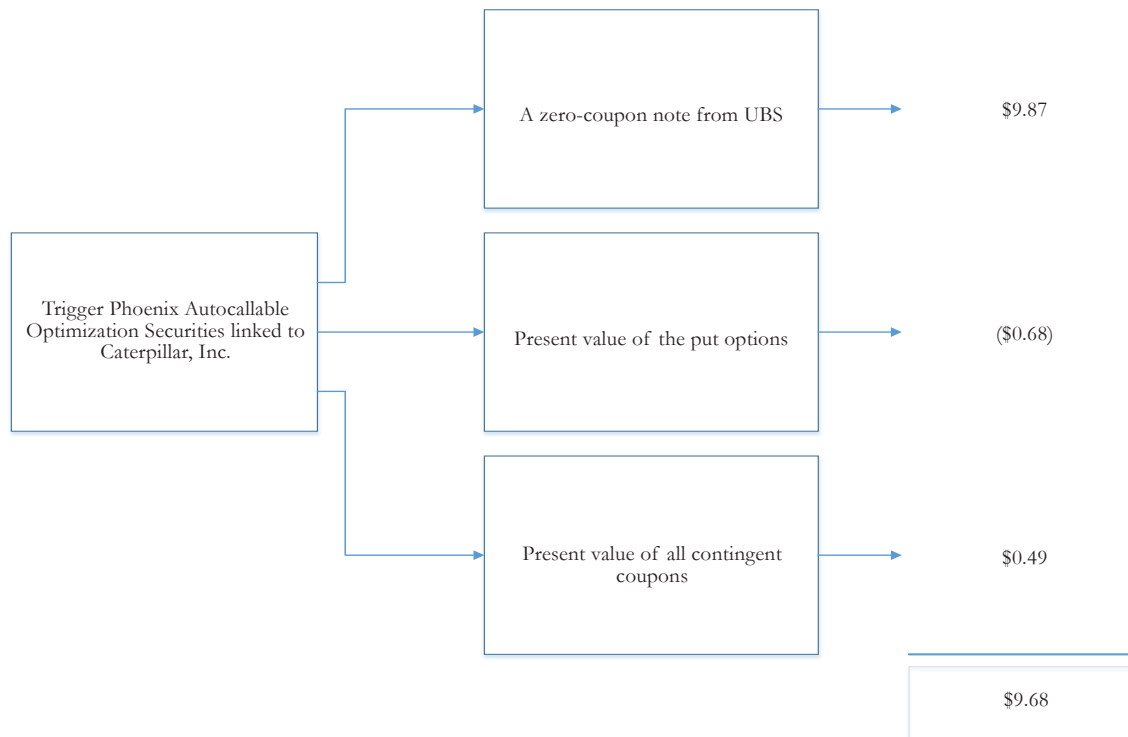 A zero-coupon note from UBS
$9.87
Trigger Phoenix Autocallable
Optimization Securities linked to
Caterpillar, Inc.
Present value of the put options
($0.68)
Present value of all contingent
coupons
$0.49
$9.68